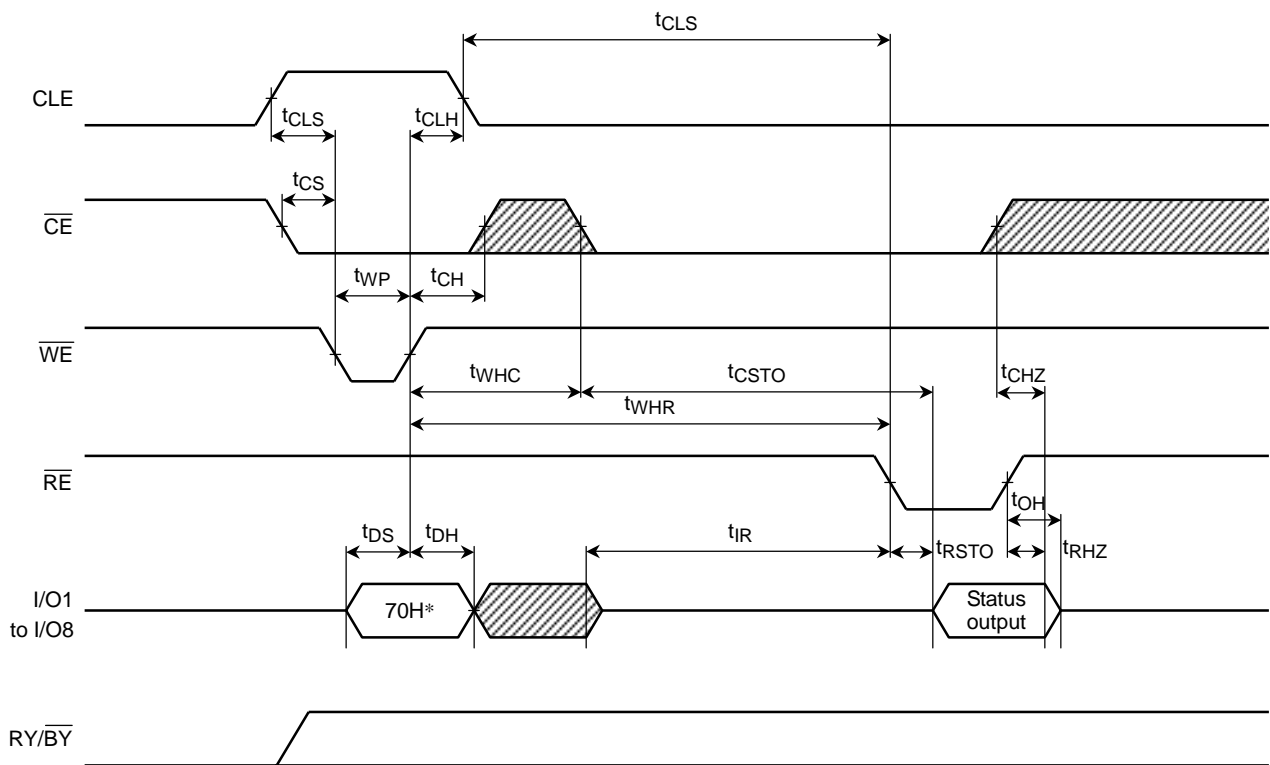 tCLS
CLE
tCLS
tCLH
tCS
CE
tWP
tCH
WE
tWHC
tCSTO
tCHZ
tWHR
RE
tOH
tDS
tDH
tIR
tRSTO
tRHZ
I/O1
to I/O8
70H*
Status
output
RY/BY